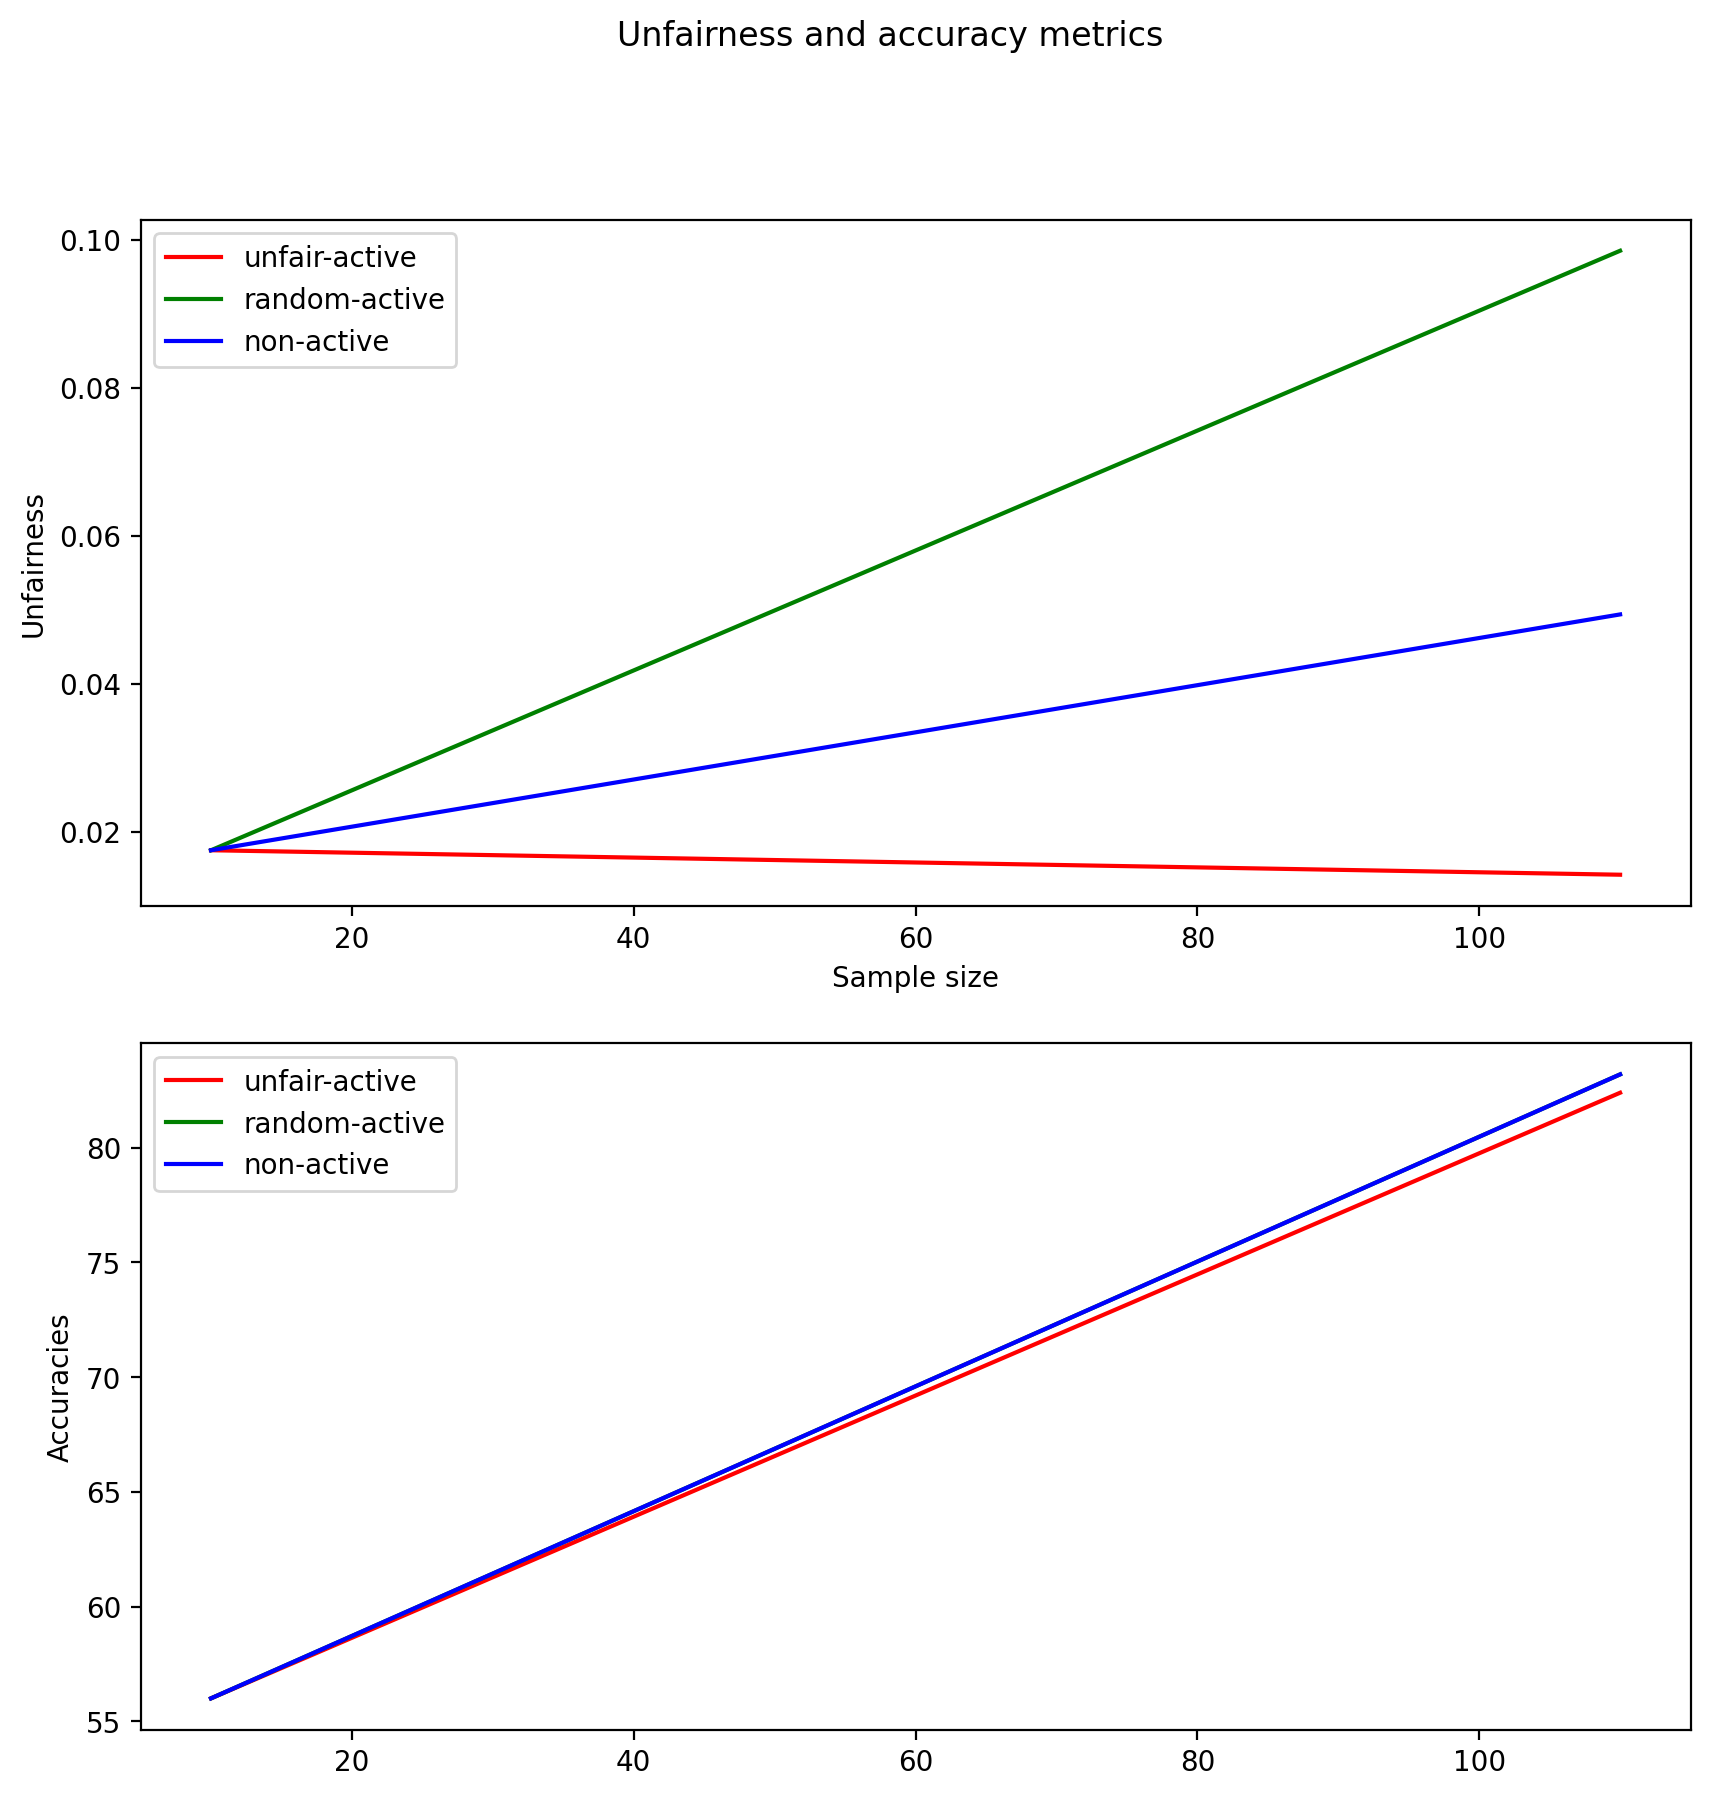 Unfairness and accuracy metrics
unfair-active
random-active
non-active
0.10
0.08
0.06
0.04
0.02
Unfairness
20 40 60 80 100
Sample size
unfair-active
random-active
non-active
80
75
70
65
60
55
Accuracies
20 40 60 80 100